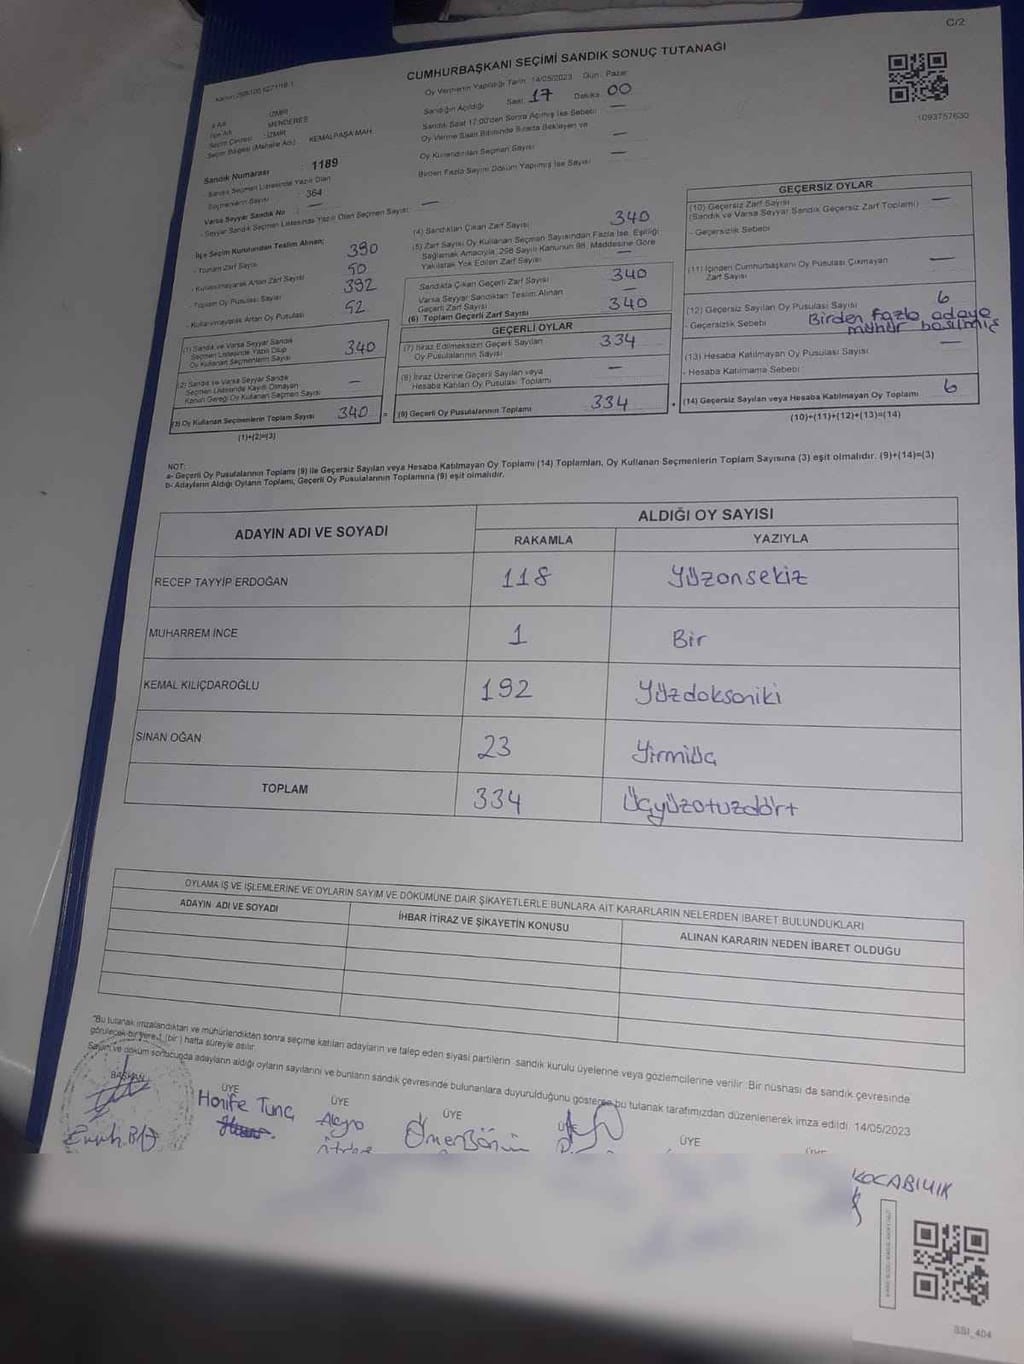 C/2
CUMHURBAŞKANI SEÇİMİ SANDIK SONUÇ TUTANAĞI
Oy Vermenin Yapıldığı Tarih : 14/05/2023 Gün : Pazar
Sandığın Açıldığı Saat 17 Dakika 00
Sandık Saat 17:00'den Sonra Açılmış İse Sebebi —
Oy Verme Saati Bitiminde Sırada Bekleyen ve
Oy Kullandırılan Seçmen Sayısı —
Birden Fazla Sayım Döküm Yapılmış İse Sayısı —
1093757630
İl Adı : İZMİR
İlçe Adı : MENDERES
Seçim Çevresi : İZMİR
Seçim Bölgesi (Mahalle Adı) : KEMALPAŞA MAH.
Sandık Numarası : 1189
- Sandık Seçmen Listesinde Yazılı Olan
Seçmenlerin Sayısı : 364
Varsa Seyyar Sandık No : —
- Seyyar Sandık Seçmen Listesinde Yazılı Olan Seçmen Sayısı : —
İlçe Seçim Kurulundan Teslim Alınan;
- Toplam Zarf Sayısı 390
- Kullanılmayarak Artan Zarf Sayısı 50
- Toplam Oy Pusulası Sayısı 392
- Kullanılmayarak Artan Oy Pusulası 52
(1) Sandık ve Varsa Seyyar Sandık
Seçmen Listesinde Yazılı Olup
Oy Kullanan Seçmenlerin Sayısı 340
(2) Sandık ve Varsa Seyyar Sandık
Seçmen Listesinde Kayıtlı Olmayan
Kanun Gereği Oy Kullanan Seçmen Sayısı —
(3) Oy Kullanan Seçmenlerin Toplam Sayısı 340 =
(1)+(2)=(3)
(4) Sandıktan Çıkan Zarf Sayısı 340
(5) Zarf Sayısı Oy Kullanan Seçmen Sayısından Fazla İse, Eşitliği
Sağlamak Amacıyla, 298 Sayılı Kanunun 98. Maddesine Göre
Yakılarak Yok Edilen Zarf Sayısı —
Sandıkta Çıkan Geçerli Zarf Sayısı 340
Varsa Seyyar Sandıktan Teslim Alınan
Geçerli Zarf Sayısı —
(6) Toplam Geçerli Zarf Sayısı 340
GEÇERLİ OYLAR
(7) İtiraz Edilmeksizin Geçerli Sayılan
Oy Pusulalarının Sayısı 334
(8) İtiraz Üzerine Geçerli Sayılan veya
Hesaba Katılan Oy Pusulası Toplamı —
(9) Geçerli Oy Pusulalarının Toplamı 334 +
GEÇERSİZ OYLAR
(10) Geçersiz Zarf Sayısı
(Sandık ve Varsa Seyyar Sandık Geçersiz Zarf Toplamı) —
- Geçersizlik Sebebi
(11) İçinden Cumhurbaşkanı Oy Pusulası Çıkmayan
Zarf Sayısı —
(12) Geçersiz Sayılan Oy Pusulası Sayısı 6
- Geçersizlik Sebebi Birden fazla adaya
mühür basılmış
(13) Hesaba Katılmayan Oy Pusulası Sayısı —
- Hesaba Katılmama Sebebi
(14) Geçersiz Sayılan veya Hesaba Katılmayan Oy Toplamı 6
(10)+(11)+(12)+(13)=(14)
NOT:
a- Geçerli Oy Pusulalarının Toplamı (9) ile Geçersiz Sayılan veya Hesaba Katılmayan Oy Toplamı (14) Toplamları, Oy Kullanan Seçmenlerin Toplam Sayısına (3) eşit olmalıdır. (9)+(14)=(3)
b- Adayların Aldığı Oyların Toplamı, Geçerli Oy Pusulalarının Toplamına (9) eşit olmalıdır.
ADAYIN ADI VE SOYADI
ALDIĞI OY SAYISI
RAKAMLA YAZIYLA
RECEP TAYYİP ERDOĞAN 118 Yüzonsekiz
MUHARREM İNCE 1 Bir
KEMAL KILIÇDAROĞLU 192 Yüzdoksaniki
SİNAN OĞAN 23 Yirmiüç
TOPLAM 334 Üçyüzotuzdört
OYLAMA İŞ VE İŞLEMLERİNE VE OYLARIN SAYIM VE DÖKÜMÜNE DAİR ŞİKAYETLERLE BUNLARA AİT KARARLARIN NELERDEN İBARET BULUNDUKLARI
ADAYIN ADI VE SOYADI İHBAR İTİRAZ VE ŞİKAYETİN KONUSU ALINAN KARARIN NEDEN İBARET OLDUĞU
"Bu tutanak imzalandıktan ve mühürlendikten sonra seçime katılan adayların ve talep eden siyasi partilerin sandık kurulu üyelerine veya gözlemcilerine verilir. Bir nüshası da sandık çevresinde
görülecek bir yere 1 (bir) hafta süreyle asılır.
Sayım ve döküm sonucunda adayların aldığı oyların sayılarını ve bunların sandık çevresinde bulunanlara duyurulduğunu gösteren bu tutanak tarafımızdan düzenlenerek imza edildi. 14/05/2023
BAŞKAN ÜYE ÜYE ÜYE ÜYE ÜYE
Hanife Tunç
KOCABIYIK
SSI_404